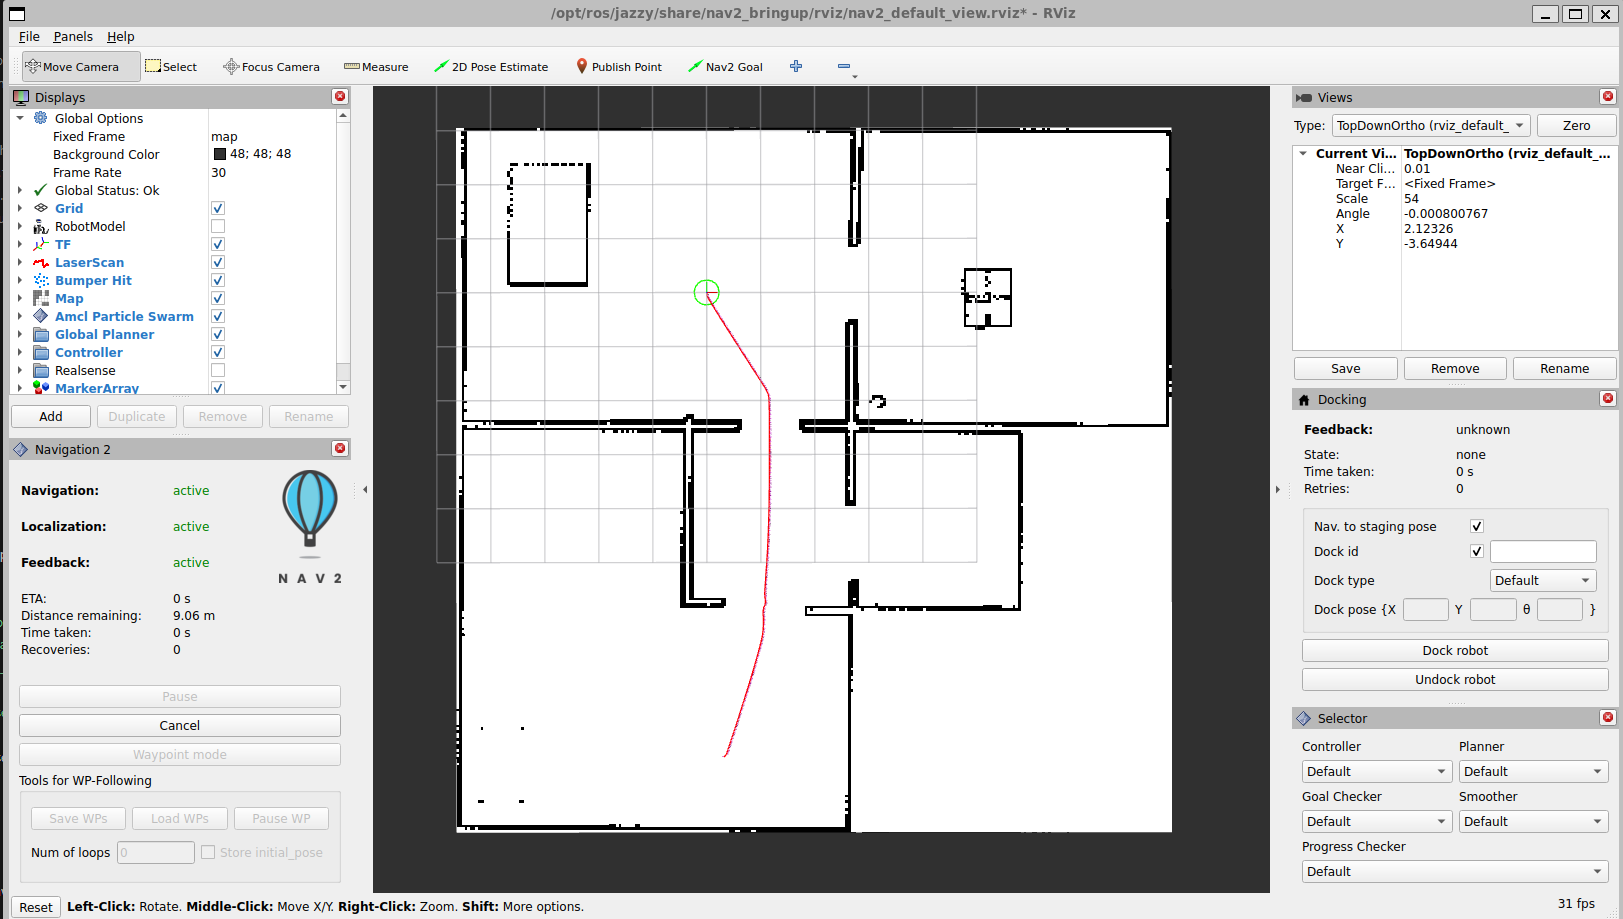 /opt/ros/jazzy/share/nav2_bringup/rviz/nav2_default_view.rviz* - RViz
File Panels Help
Move Camera Select Focus Camera Measure 2D Pose Estimate Publish Point Nav2 Goal
Displays
Global Options
Fixed Frame map
Background Color 48; 48; 48
Frame Rate 30
Global Status: Ok
Grid
RobotModel
TF
LaserScan
Bumper Hit
Map
Amcl Particle Swarm
Global Planner
Controller
Realsense
MarkerArray
Add Duplicate Remove Rename
Navigation 2
Navigation: active
Localization: active
Feedback: active
NAV2
ETA: 0 s
Distance remaining: 9.06 m
Time taken: 0 s
Recoveries: 0
Pause
Cancel
Waypoint mode
Tools for WP-Following
Save WPs Load WPs Pause WP
Num of loops 0 Store initial_pose
Reset Left-Click: Rotate. Middle-Click: Move X/Y. Right-Click: Zoom. Shift: More options.
Views
Type: TopDownOrtho (rviz_default_ Zero
Current Vi... TopDownOrtho (rviz_default_...
Near Cli... 0.01
Target F... <Fixed Frame>
Scale 54
Angle -0.000800767
X 2.12326
Y -3.64944
Save Remove Rename
Docking
Feedback: unknown
State: none
Time taken: 0 s
Retries: 0
Nav. to staging pose
Dock id
Dock type Default
Dock pose {X Y θ }
Dock robot
Undock robot
Selector
Controller Planner
Default Default
Goal Checker Smoother
Default Default
Progress Checker
Default
31 fps